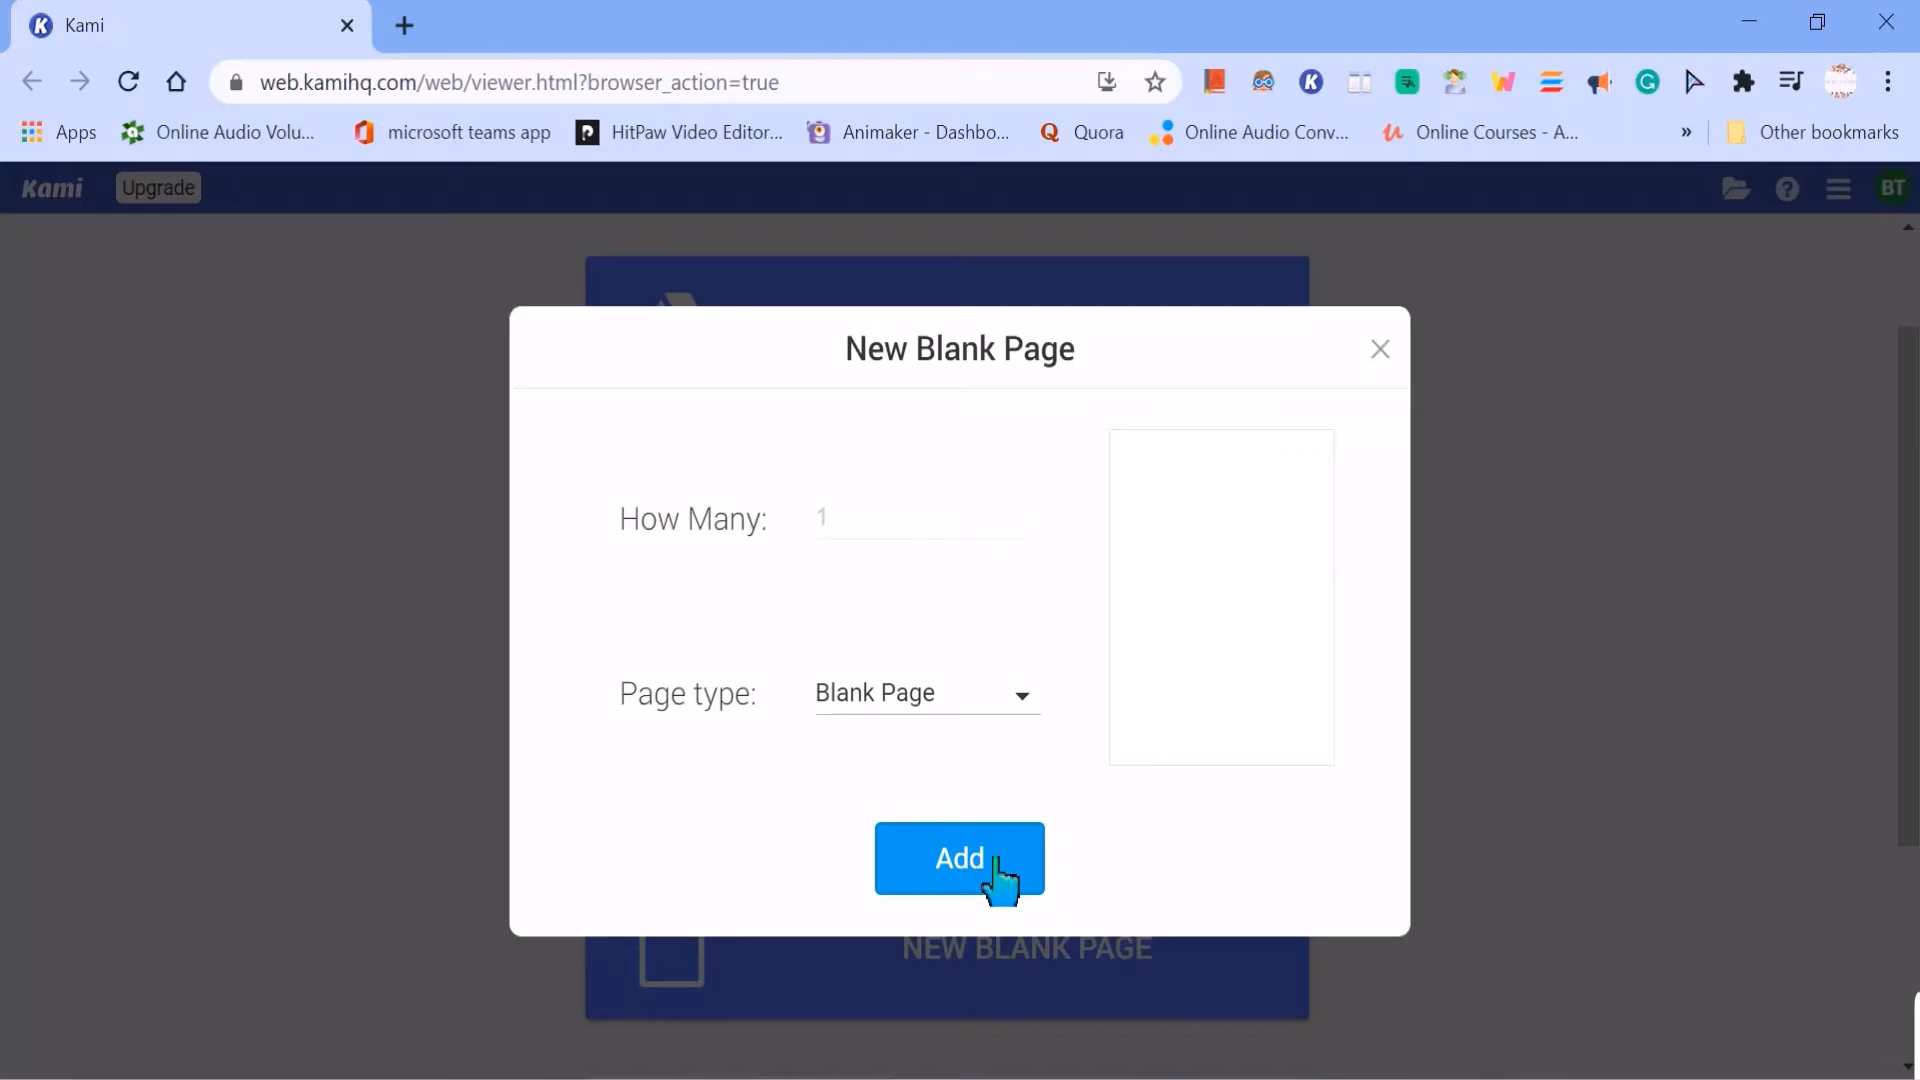 Kami
web.kamihq.com/web/viewer.html?browser_action=true
Apps Online Audio Volu... microsoft teams app HitPaw Video Editor... Animaker - Dashbo... Quora Online Audio Conv... Online Courses - A... » Other bookmarks
Kami Upgrade BT
New Blank Page
How Many: 1
Page type: Blank Page
Add
NEW BLANK PAGE